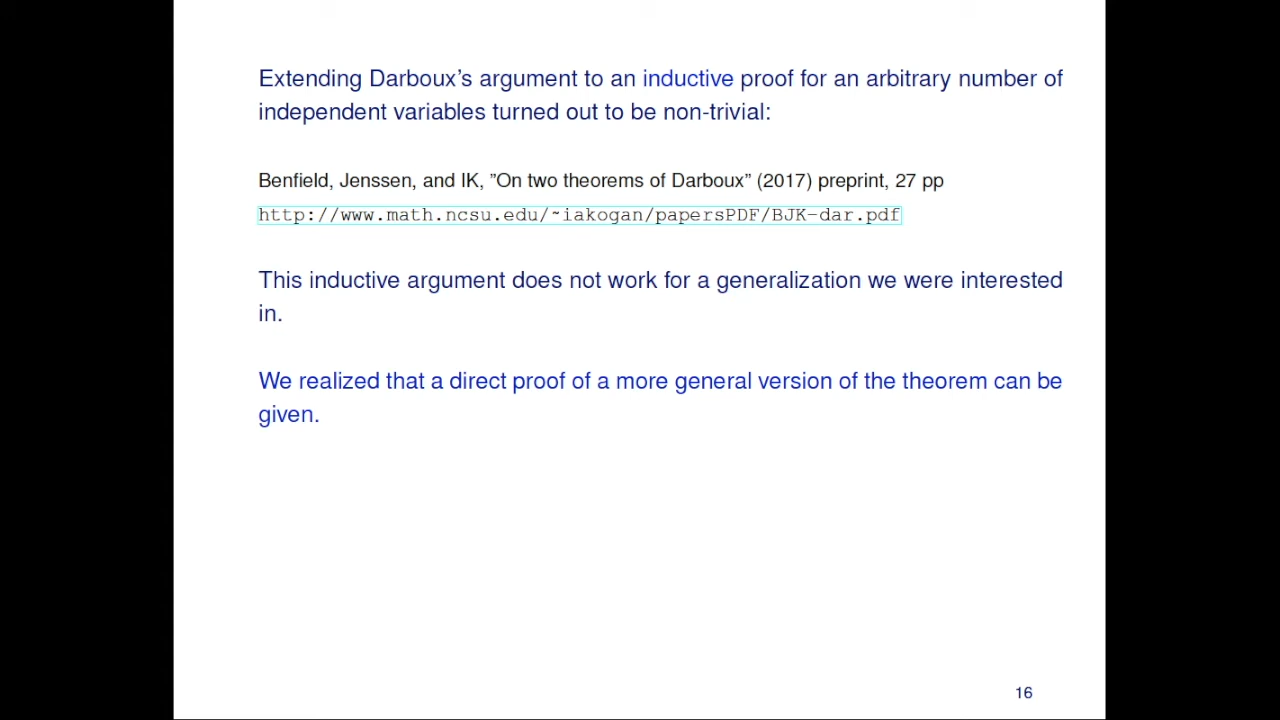 Extending Darboux's argument to an inductive proof for an arbitrary number of
independent variables turned out to be non-trivial:
Benfield, Jenssen, and IK, ”On two theorems of Darboux” (2017) preprint, 27 pp
http://www.math.ncsu.edu/~iakogan/papersPDF/BJK-dar.pdf
This inductive argument does not work for a generalization we were interested
in.
We realized that a direct proof of a more general version of the theorem can be
given.
16